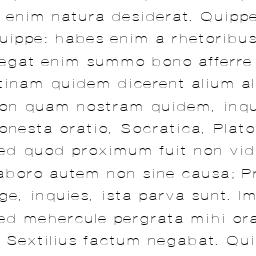 enim natura desiderat. Quippe
uippe: habes enim a rhetoribus
egat enim summo bono afferre
tinam quidem dicerent alium al
on quam nostram quidem, inqu
onesta oratio, Socratica, Plato
ed quod proximum fuit non vid
aboro autem non sine causa; Pr
ge, inquies, ista parva sunt. Im
ed mehercule pergrata mihi ora
Sextilius factum negabat. Qui